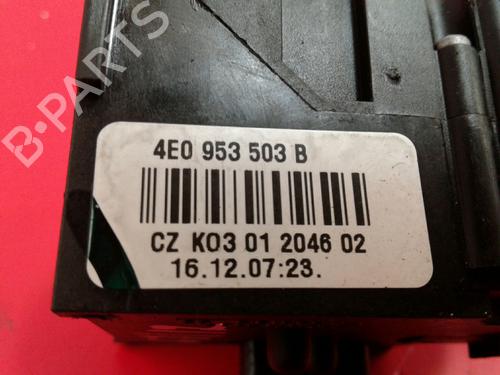 B-PARTS
4E0 953 503 B
CZ K03 01 2046 02
16.12.07:23.